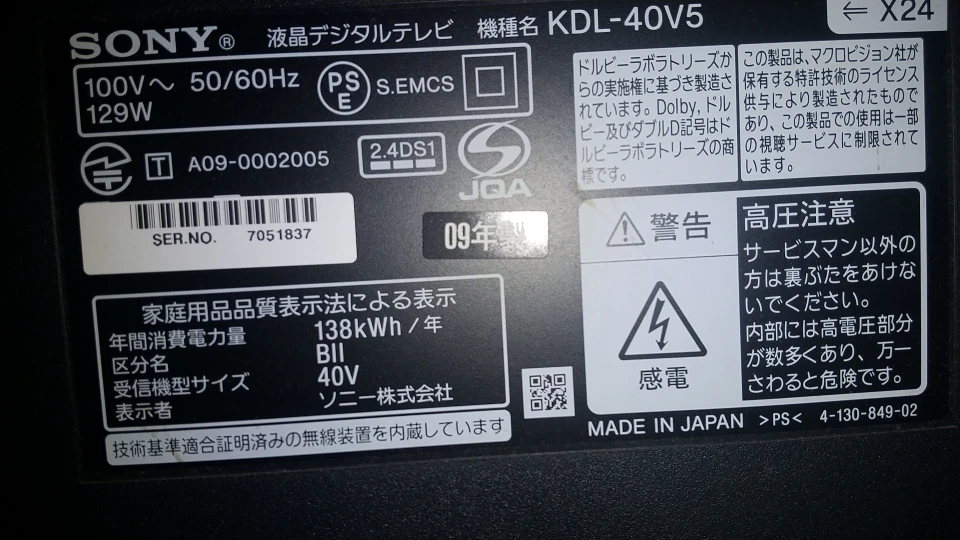 SONY® 液晶デジタルテレビ 機種名 KDL-40V5
⇐ X24
100V〜 50/60Hz
129W
PS
E
S.EMCS
T A09-0002005
2.4DS1
JQA
SER.NO. 7051837
09年製
家庭用品品質表示法による表示
年間消費電力量 138kWh/年
区分名 BII
受信機型サイズ 40V
表示者 ソニー株式会社
技術基準適合証明済みの無線装置を内蔵しています
ドルビーラボラトリーズか
らの実施権に基づき製造さ
れています。Dolby、ドル
ビー及びダブルD記号はド
ルビーラボラトリーズの商
標です。
この製品は、マクロビジョン社が
保有する特許技術のライセンス
供与により製造されたもので
あり、この製品での使用は一部
の視聴サービスに制限されて
います。
警告
感電
高圧注意
サービスマン以外の
方は裏ぶたをあけな
いでください。
内部には高電圧部分
が数多くあり、万一
さわると危険です。
MADE IN JAPAN >PS< 4-130-849-02